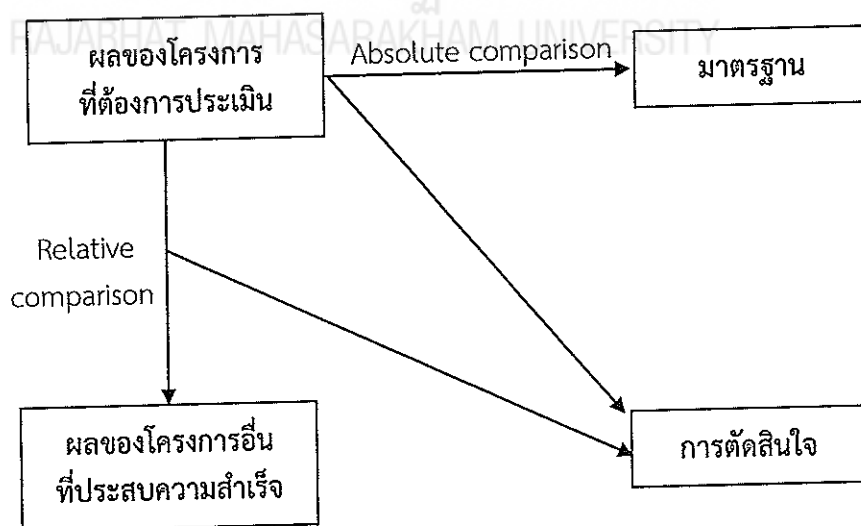 RAJABHAT MAHASARAKHAM UNIVERSITY
ผลของโครงการ
ที่ต้องการประเมิน
Absolute comparison
มาตรฐาน
Relative
comparison
ผลของโครงการอื่น
ที่ประสบความสำเร็จ
การตัดสินใจ